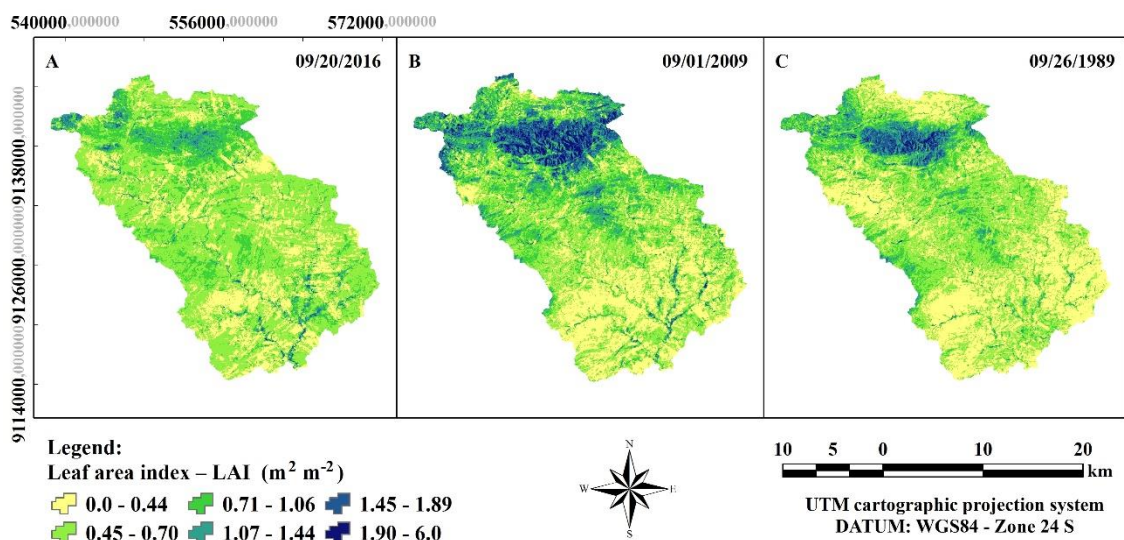 540000,000000 556000,000000 572000,000000
9138000,000000
9126000,000000
9114000,000000
A 09/20/2016
B 09/01/2009
C 09/26/1989
Legend:
Leaf area index – LAI (m² m⁻²)
0.0 - 0.44 0.71 - 1.06 1.45 - 1.89
0.45 - 0.70 1.07 - 1.44 1.90 - 6.0
N
W E
S
10 5 0 10 20
km
UTM cartographic projection system
DATUM: WGS84 - Zone 24 S